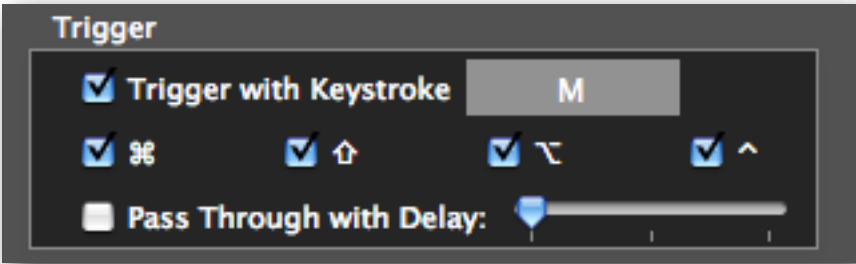 Trigger
Trigger with Keystroke M
⌘ ⇧ ⌥ ^
Pass Through with Delay: